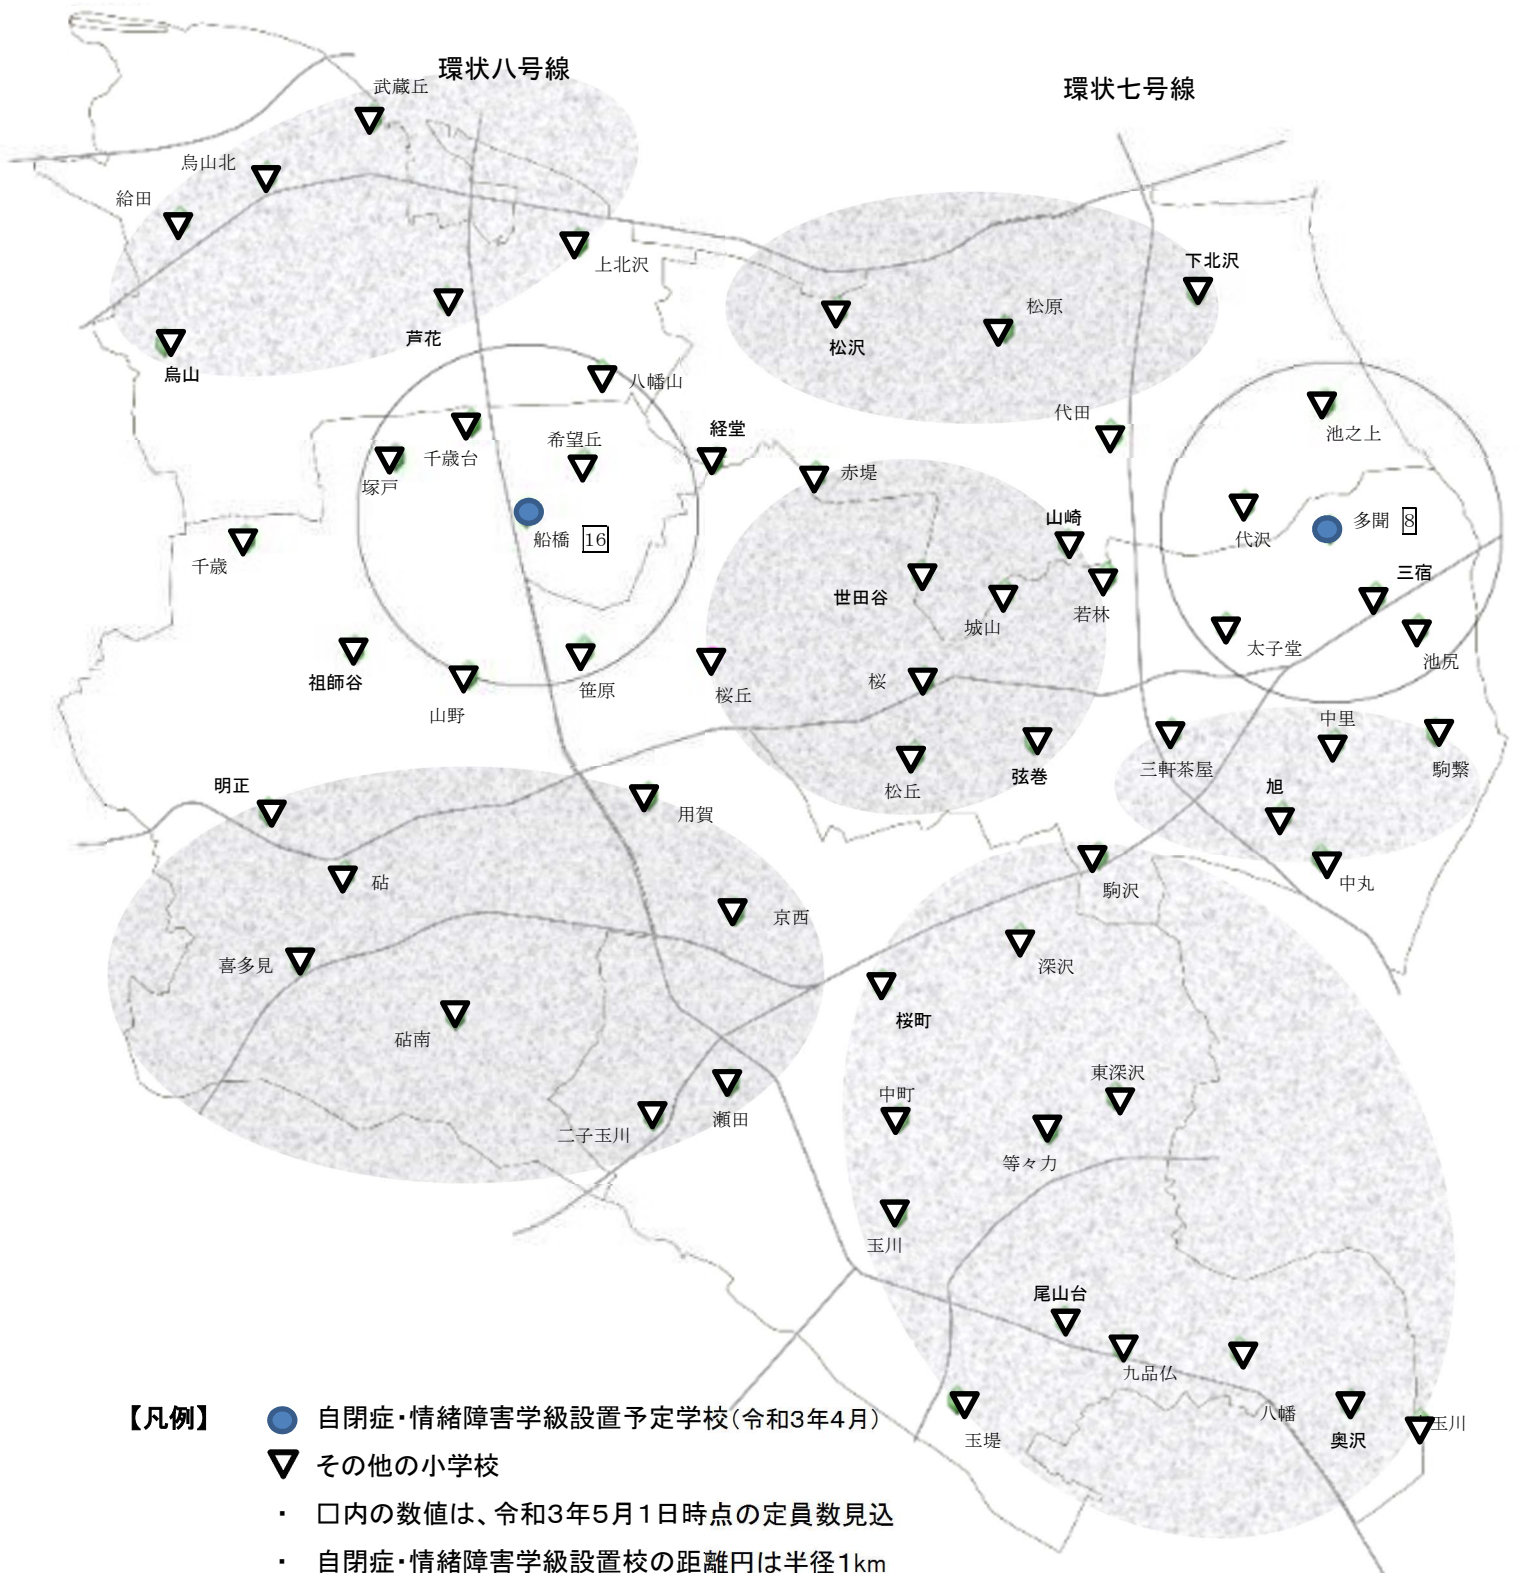 環状八号線
環状七号線
武蔵丘
烏山北
給田
上北沢
芦花
烏山
下北沢
松原
松沢
八幡山
経堂
希望丘
千歳台
塚戸
赤堤
代田
池之上
船橋 16
千歳
山崎
代沢
多聞 8
三宿
世田谷
城山
若林
太子堂
池尻
祖師谷
山野
笹原
桜丘
桜
松丘
弦巻
中里
三軒茶屋
駒繋
旭
中丸
明正
用賀
砧
京西
駒沢
喜多見
深沢
砧南
桜町
東深沢
中町
瀬田
二子玉川
等々力
玉川
尾山台
九品仏
八幡
玉堤
奥沢
玉川
【凡例】
自閉症・情緒障害学級設置予定学校(令和3年4月)
その他の小学校
・ □内の数値は、令和3年5月1日時点の定員数見込
・ 自閉症・情緒障害学級設置校の距離円は半径1km